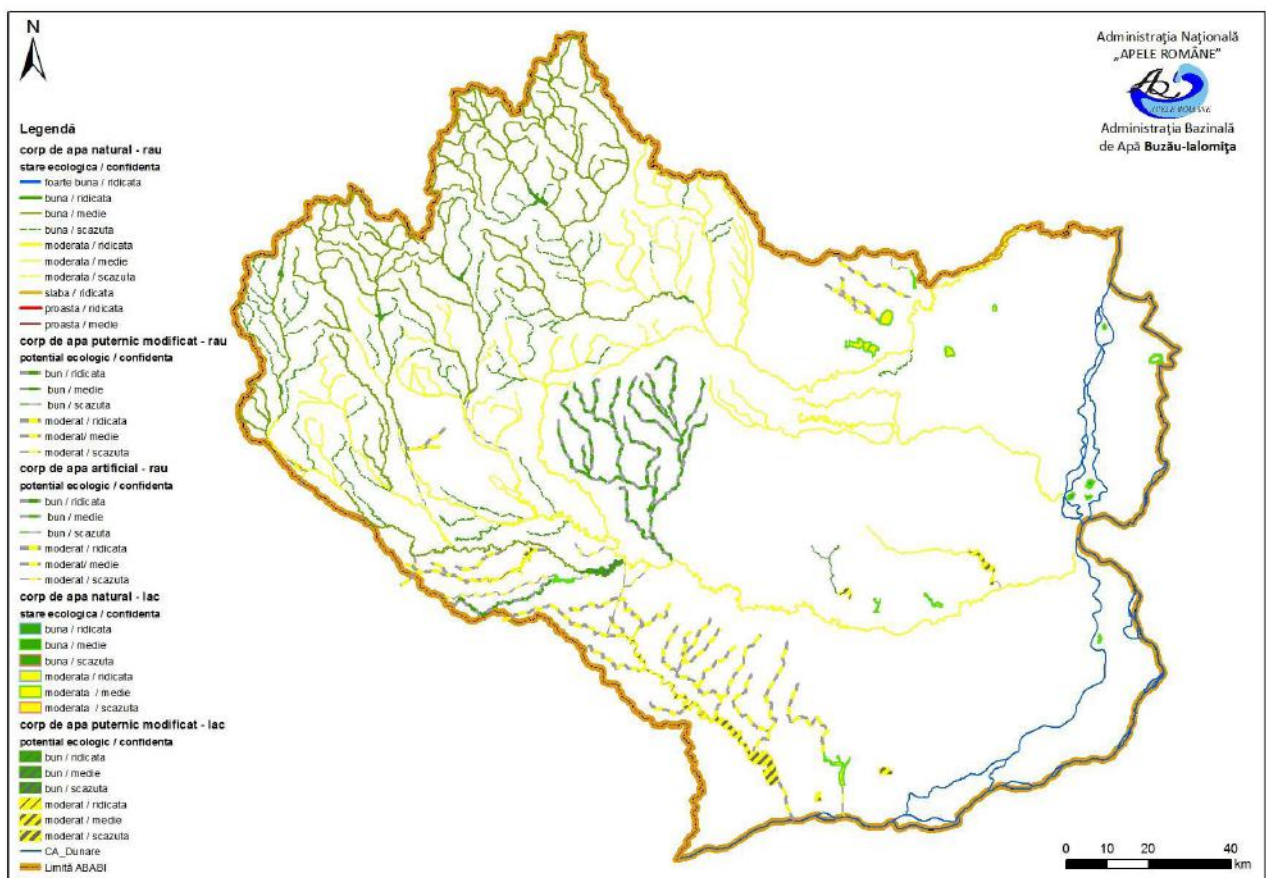 N
Administrația Națională
„APELE ROMÂNE"
APELE ROMÂNE
Administrația Bazinală
de Apă Buzău-Ialomița
Legendă
corp de apa natural - rau
stare ecologica / confidenta
foarte buna / ridicata
buna / ridicata
buna / medie
buna / scazuta
moderata / ridicata
moderata / medie
moderata / scazuta
slaba / ridicata
proasta / ridicata
proasta / medie
corp de apa puternic modificat - rau
potential ecologic / confidenta
bun / ridicata
bun / medie
bun / scazuta
moderat / ridicata
moderat/ medie
moderat / scazuta
corp de apa artificial - rau
potential ecologic / confidenta
bun / ridicata
bun / medie
bun / scazuta
moderat / ridicata
moderat/ medie
moderat / scazuta
corp de apa natural - lac
stare ecologica / confidenta
buna / ridicata
buna / medie
buna / scazuta
moderata / ridicata
moderata / medie
moderata / scazuta
corp de apa puternic modificat - lac
potential ecologic / confidenta
bun / ridicata
bun / medie
bun / scazuta
moderat / ridicata
moderat / medie
moderat / scazuta
CA_Dunare
Limită ABABI
0 10 20 40
km